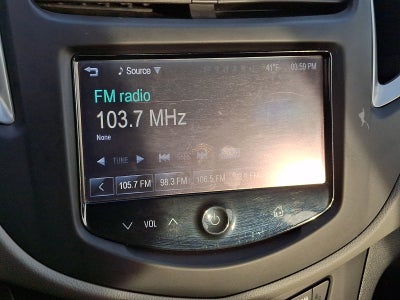 Source 41°F 03:59 PM
FM radio
103.7 MHz
None
TUNE SEEK
105.7 FM 98.3 FM 106.5 FM
VOL